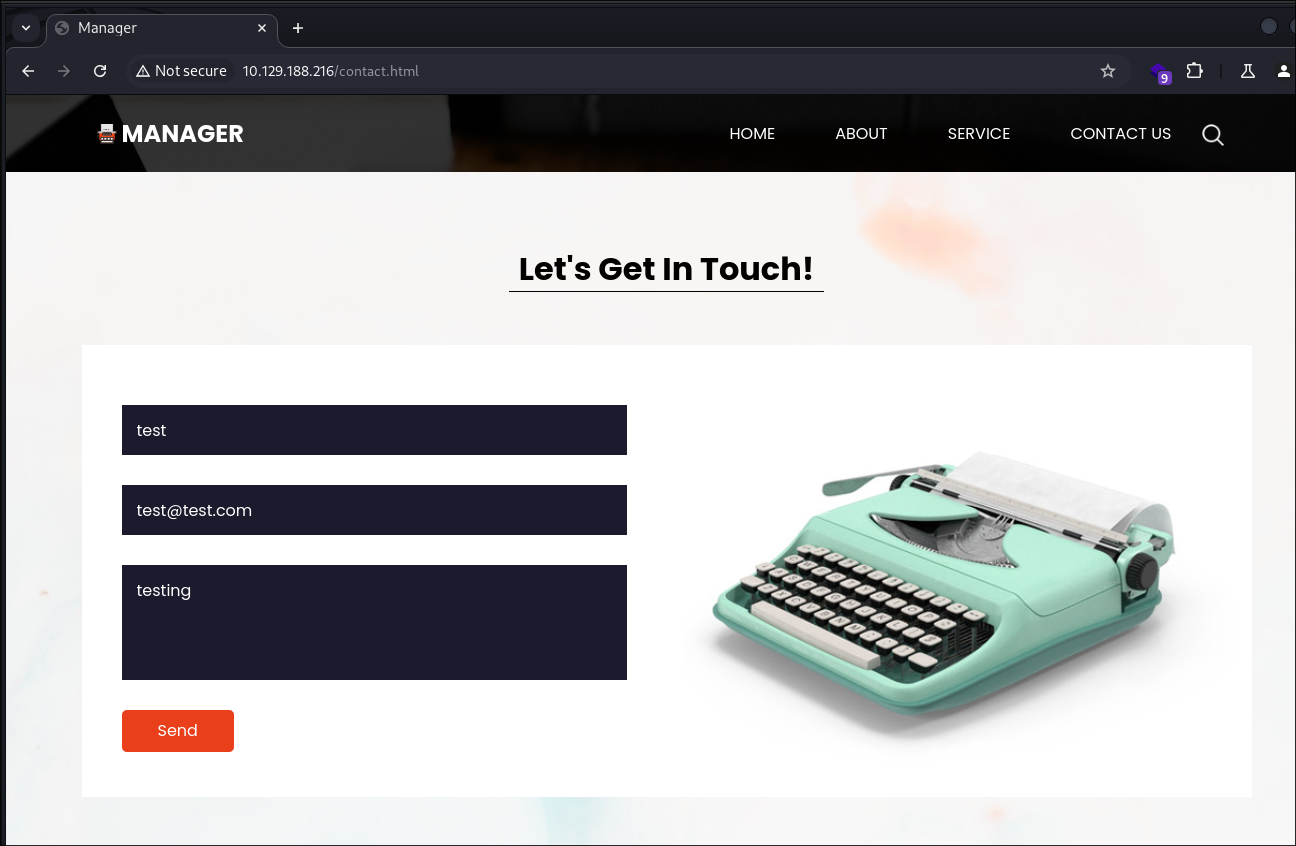 Manager
Not secure 10.129.188.216/contact.html
9
MANAGER HOME ABOUT SERVICE CONTACT US
Let's Get In Touch!
test
test@test.com
testing
Send